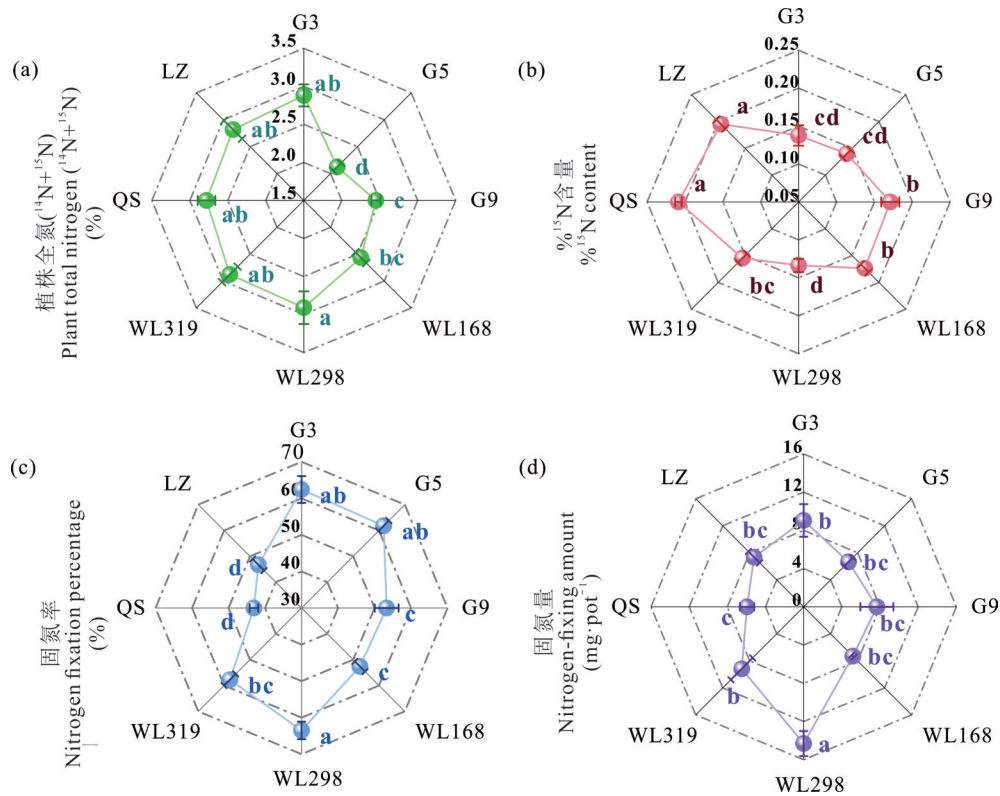 (a)
植株全氮(¹⁴N+¹⁵N)
Plant total nitrogen (¹⁴N+¹⁵N)
(%)
G3
G5
G9
WL168
WL298
WL319
QS
LZ
3.5
3.0
2.5
2.0
1.5
ab
d
c
bc
a
ab
ab
ab
(b)
%¹⁵N含量
%¹⁵N content
G3
G5
G9
WL168
WL298
WL319
QS
LZ
0.25
0.20
0.15
0.10
0.05
cd
cd
b
b
d
bc
a
a
(c)
固氮率
Nitrogen fixation percentage
(%)
G3
G5
G9
WL168
WL298
WL319
QS
LZ
70
60
50
40
30
ab
ab
c
c
a
bc
d
d
(d)
固氮量
Nitrogen-fixing amount
(mg·pot⁻¹)
G3
G5
G9
WL168
WL298
WL319
QS
LZ
16
12
8
4
0
b
bc
bc
bc
a
b
c
bc